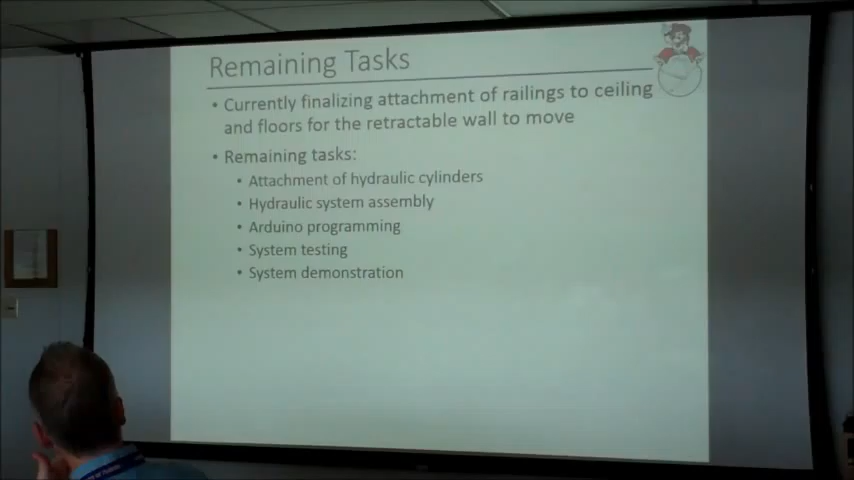 Remaining Tasks
• Currently finalizing attachment of railings to ceiling
and floors for the retractable wall to move
• Remaining tasks:
• Attachment of hydraulic cylinders
• Hydraulic system assembly
• Arduino programming
• System testing
• System demonstration